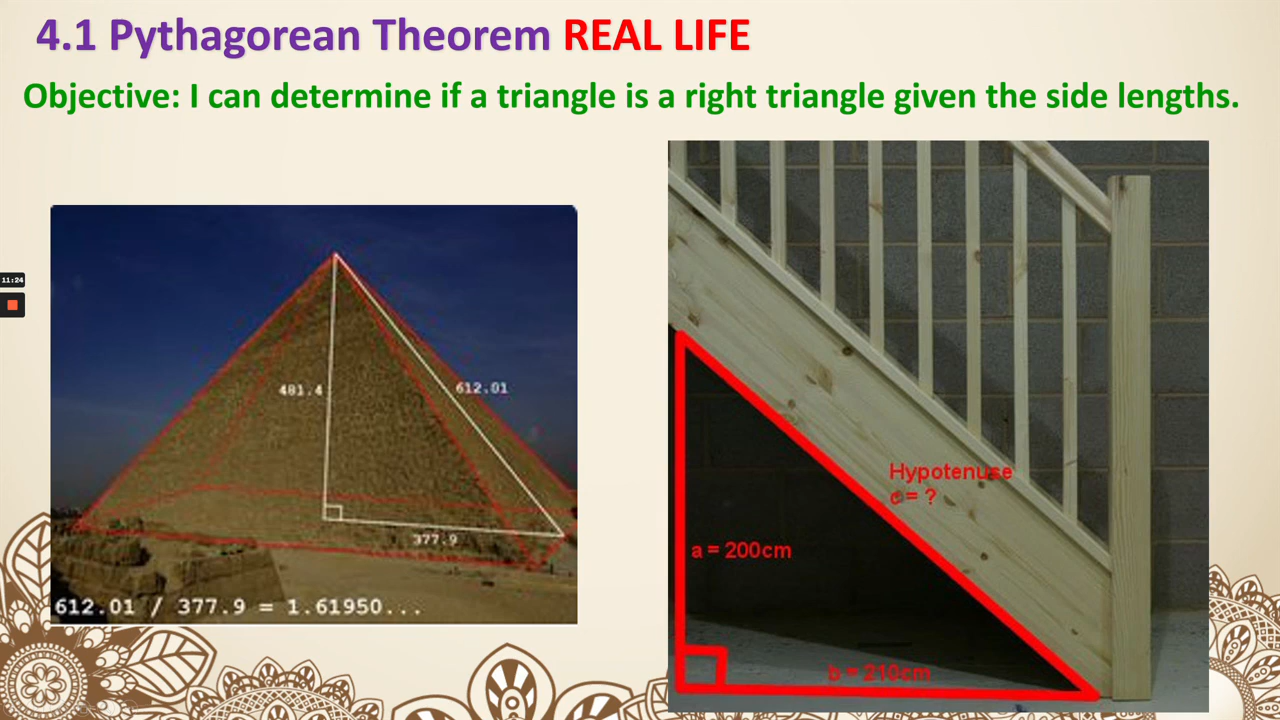 4.1 Pythagorean Theorem REAL LIFE
Objective: I can determine if a triangle is a right triangle given the side lengths.
11:24
481.4
612.01
377.9
612.01 / 377.9 = 1.61950...
Hypotenuse
c = ?
a = 200cm
b = 210cm